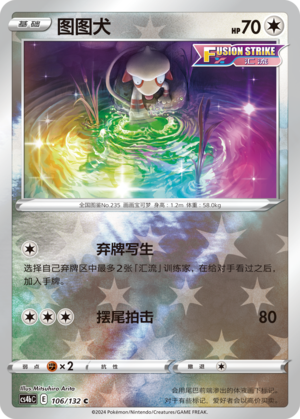 基础
图图犬
HP70
FUSION STRIKE
汇流
全国图鉴No.235 画画宝可梦 身高：1.2m 体重：58.0kg
弃牌写生
选择自己弃牌区中最多2张「汇流」训练家，在给对手看过之后，加入手牌。
摆尾拍击 80
弱点 ×2 抗性 撤退
Illus. Mitsuhiro Arita
CS4bC E 106/132 C
©2024 Pokémon/Nintendo/Creatures/GAME FREAK.